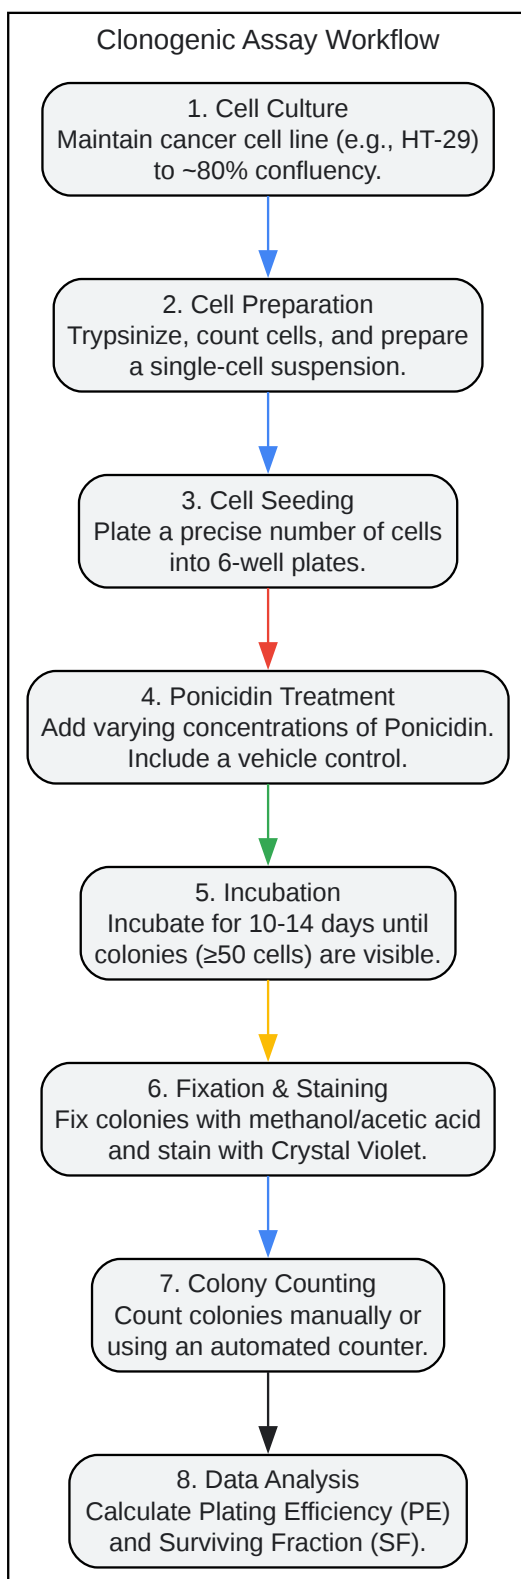 Clonogenic Assay Workflow
1. Cell Culture
Maintain cancer cell line (e.g., HT-29)
to ~80% confluency.
2. Cell Preparation
Trypsinize, count cells, and prepare
a single-cell suspension.
3. Cell Seeding
Plate a precise number of cells
into 6-well plates.
4. Ponicidin Treatment
Add varying concentrations of Ponicidin.
Include a vehicle control.
5. Incubation
Incubate for 10-14 days until
colonies (≥50 cells) are visible.
6. Fixation & Staining
Fix colonies with methanol/acetic acid
and stain with Crystal Violet.
7. Colony Counting
Count colonies manually or
using an automated counter.
8. Data Analysis
Calculate Plating Efficiency (PE)
and Surviving Fraction (SF).